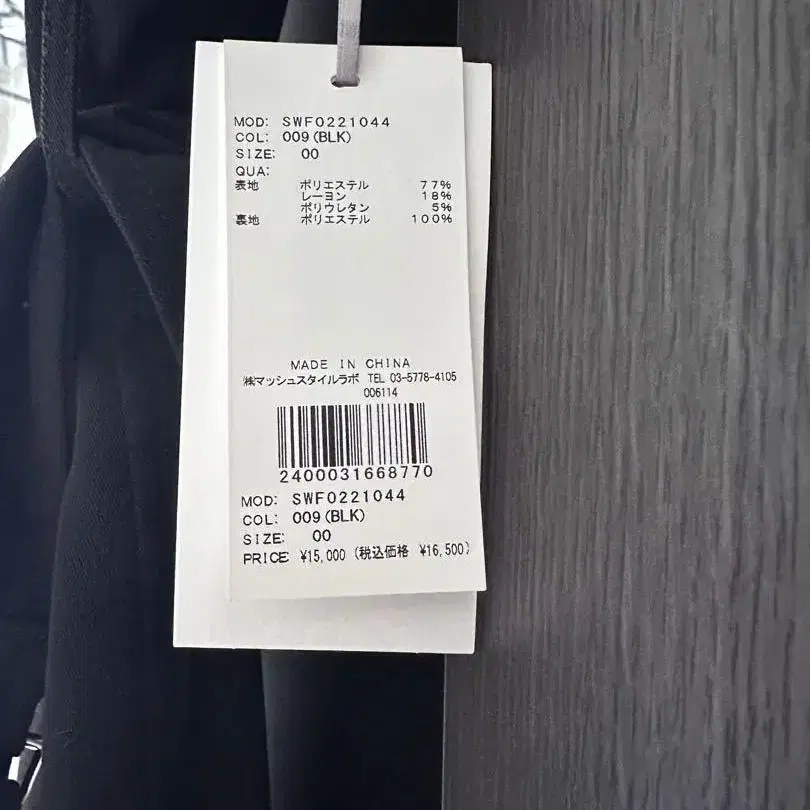 MOD: SWF0221044
COL: 009(BLK)
SIZE: 00
QUA:
表地 ポリエステル 77%
レーヨン 18%
ポリウレタン 5%
裏地 ポリエステル 100%
MADE IN CHINA
㈱マッシュスタイルラボ TEL 03-5778-4105
006114
2400031668770
MOD: SWF0221044
COL: 009(BLK)
SIZE: 00
PRICE: ¥15,000 (税込価格 ¥16,500)